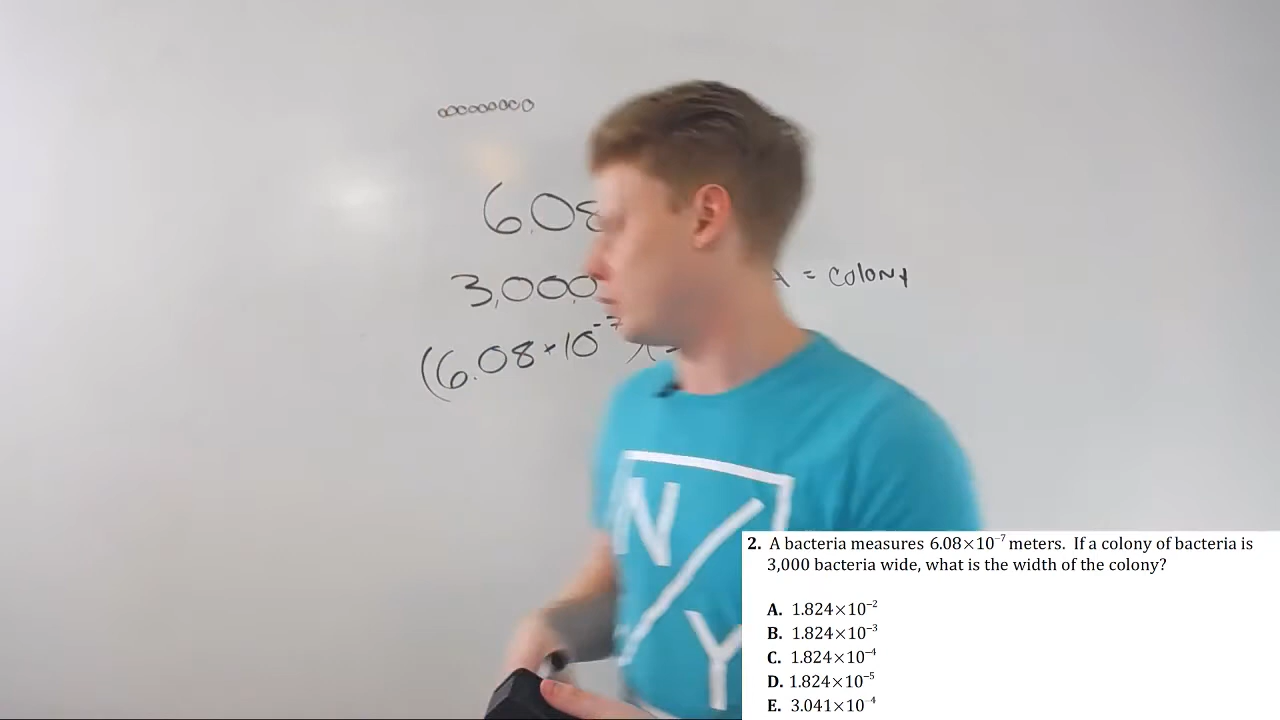 6.08
3,000
= COLONY
(6.08×10⁻⁷)(
N
Y
2. A bacteria measures 6.08×10⁻⁷ meters. If a colony of bacteria is
3,000 bacteria wide, what is the width of the colony?
A. 1.824×10⁻²
B. 1.824×10⁻³
C. 1.824×10⁻⁴
D. 1.824×10⁻⁵
E. 3.041×10⁻⁴